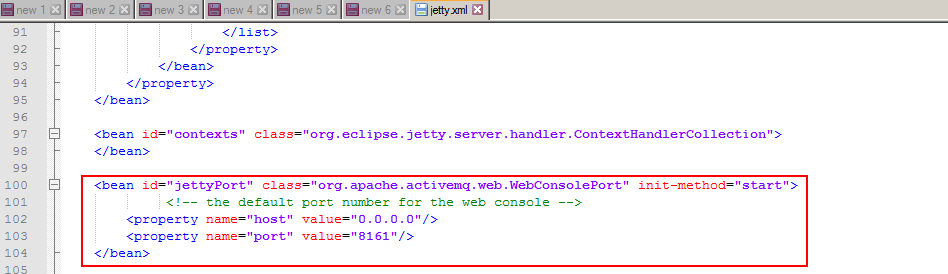 new 1 new 2 new 3 new 4 new 5 new 6 jetty.xml
91 </list>
92 </property>
93 </bean>
94 </property>
95 </bean>
96
97 <bean id="contexts" class="org.eclipse.jetty.server.handler.ContextHandlerCollection">
98 </bean>
99
100 <bean id="jettyPort" class="org.apache.activemq.web.WebConsolePort" init-method="start">
101 <!-- the default port number for the web console -->
102 <property name="host" value="0.0.0.0"/>
103 <property name="port" value="8161"/>
104 </bean>
105